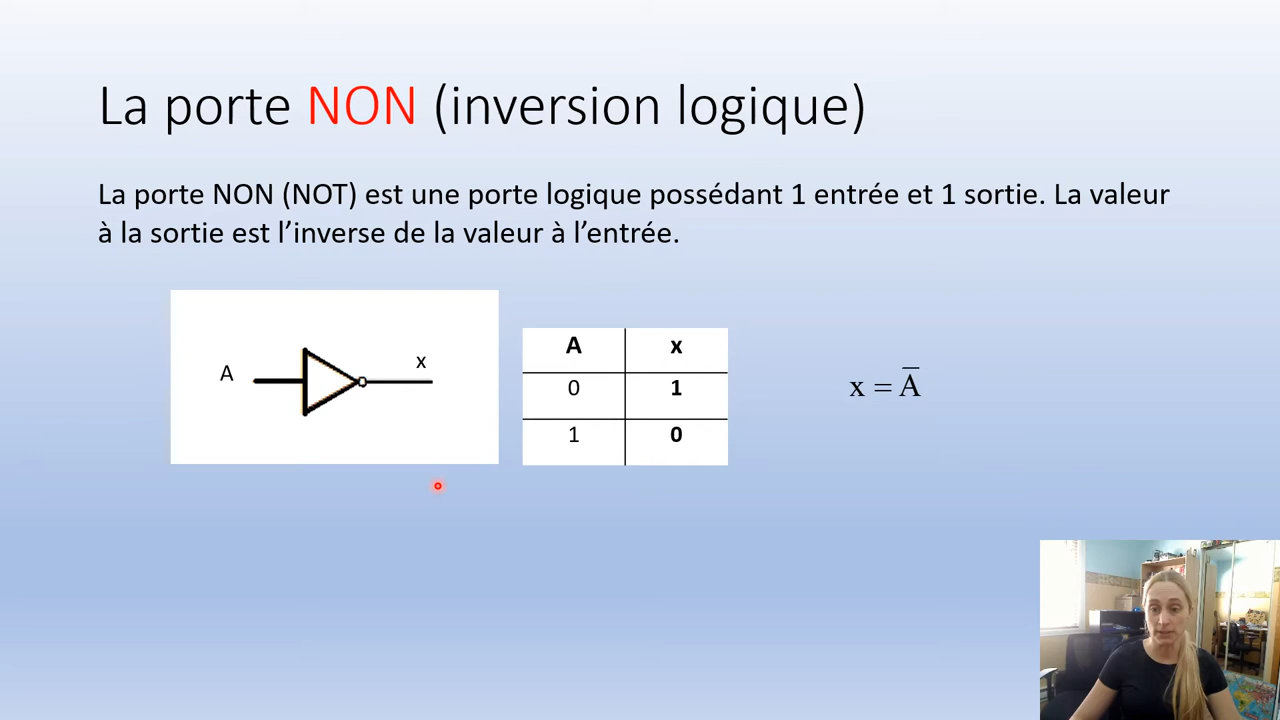 La porte NON (inversion logique)
La porte NON (NOT) est une porte logique possédant 1 entrée et 1 sortie. La valeur
à la sortie est l’inverse de la valeur à l’entrée.
A x
A x
0 1
1 0
x = A̅